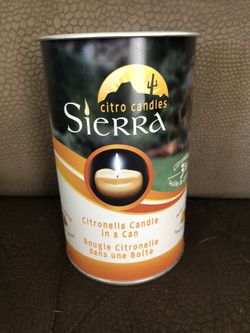 citro candles
Sierra
Citronella Candle
in a Can
Bougie Citronelle
dans une Boîte